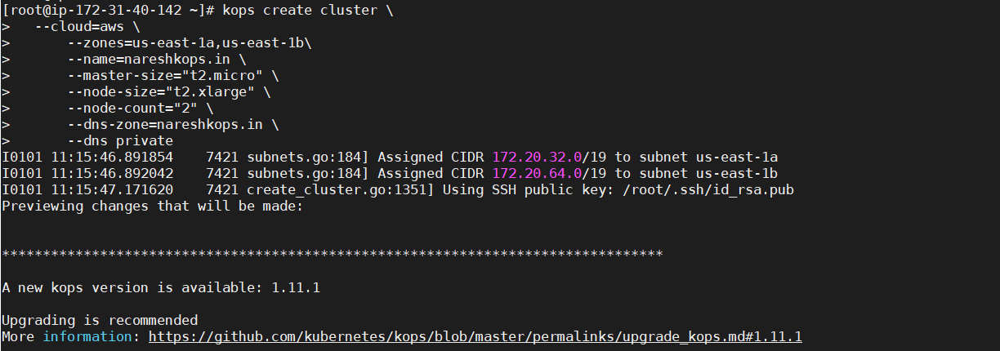 [root@ip-172-31-40-142 ~]# kops create cluster \
>   --cloud=aws \
>       --zones=us-east-1a,us-east-1b\
>       --name=nareshkops.in \
>       --master-size="t2.micro" \
>       --node-size="t2.xlarge" \
>       --node-count="2" \
>       --dns-zone=nareshkops.in \
>       --dns private
I0101 11:15:46.891854    7421 subnets.go:184] Assigned CIDR 172.20.32.0/19 to subnet us-east-1a
I0101 11:15:46.892042    7421 subnets.go:184] Assigned CIDR 172.20.64.0/19 to subnet us-east-1b
I0101 11:15:47.171620    7421 create_cluster.go:1351] Using SSH public key: /root/.ssh/id_rsa.pub
Previewing changes that will be made:
*********************************************************************************
A new kops version is available: 1.11.1
Upgrading is recommended
More information: https://github.com/kubernetes/kops/blob/master/permalinks/upgrade_kops.md#1.11.1